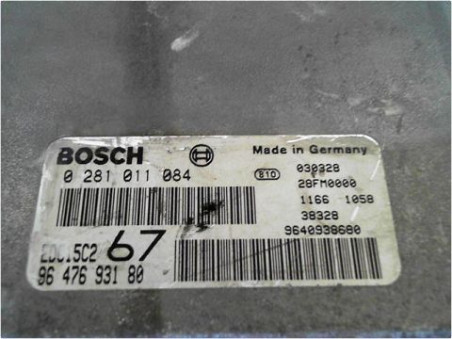 BOSCH Made in Germany
0 281 011 084 B10 030328
28FM0000
1166 1058
38328
EDC15C2 67 9640938680
96 476 931 80